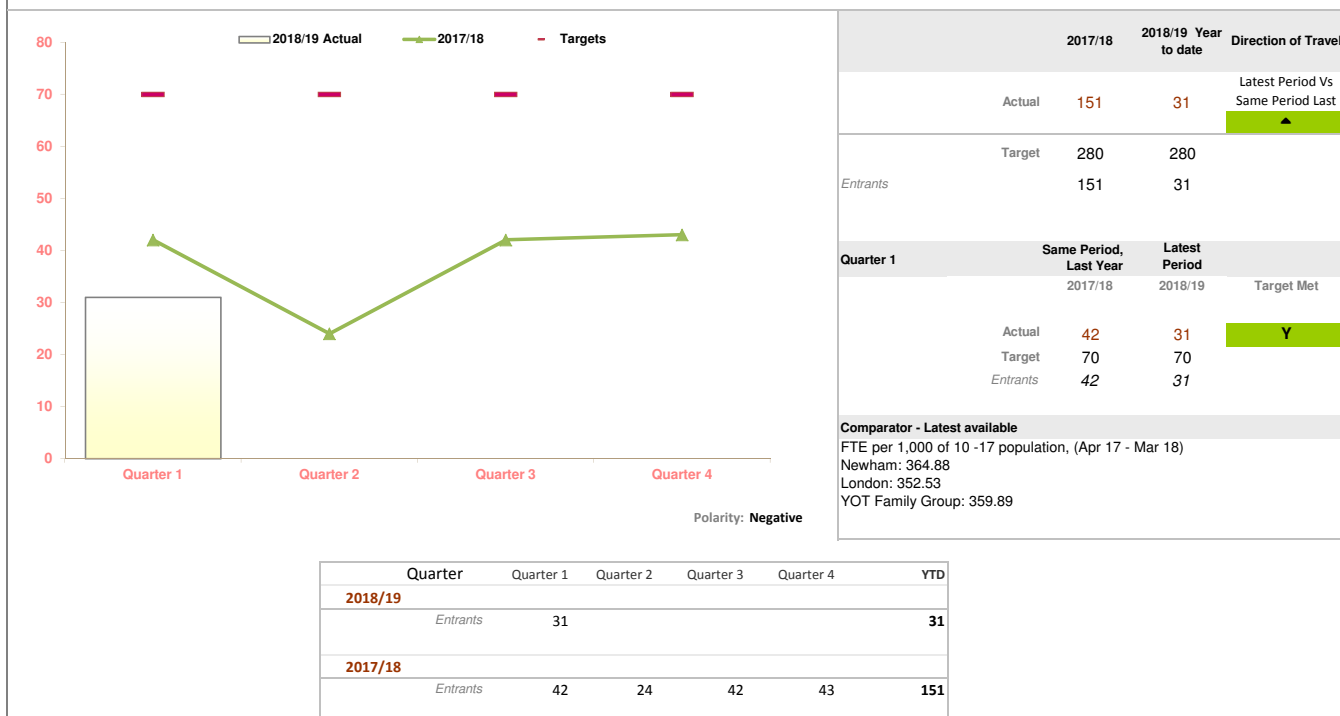 2018/19 Actual 2017/18 Targets
80
70
60
50
40
30
20
10
0
Quarter 1 Quarter 2 Quarter 3 Quarter 4
Polarity: Negative
2017/18 2018/19 Year to date Direction of Travel
Latest Period Vs
Actual 151 31 Same Period Last
Target 280 280
Entrants 151 31
Quarter 1 Same Period, Last Year Latest Period
2017/18 2018/19 Target Met
Actual 42 31 Y
Target 70 70
Entrants 42 31
Comparator - Latest available
FTE per 1,000 of 10 -17 population, (Apr 17 - Mar 18)
Newham: 364.88
London: 352.53
YOT Family Group: 359.89
Quarter Quarter 1 Quarter 2 Quarter 3 Quarter 4 YTD
2018/19
Entrants 31 31
2017/18
Entrants 42 24 42 43 151